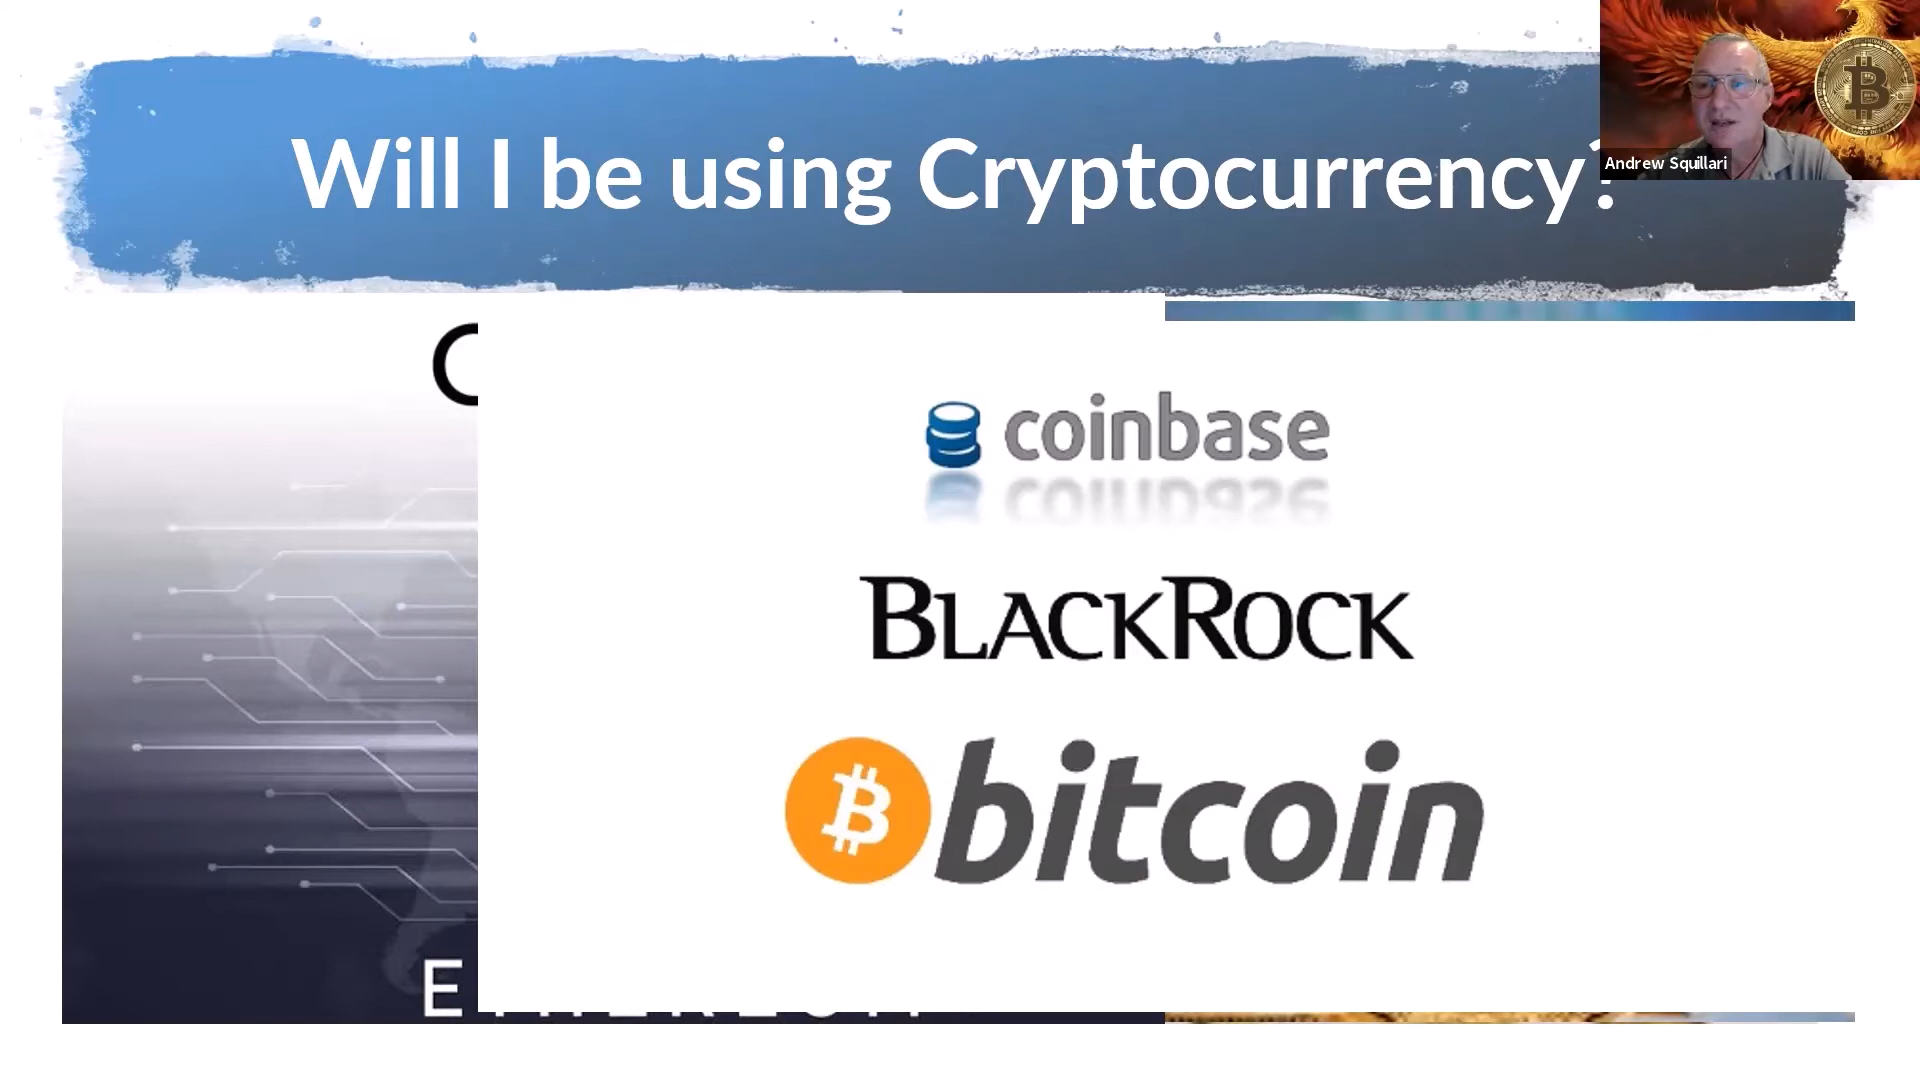 Will I be using Cryptocurrency?
Andrew Squillari
coinbase
BLACKROCK
bitcoin